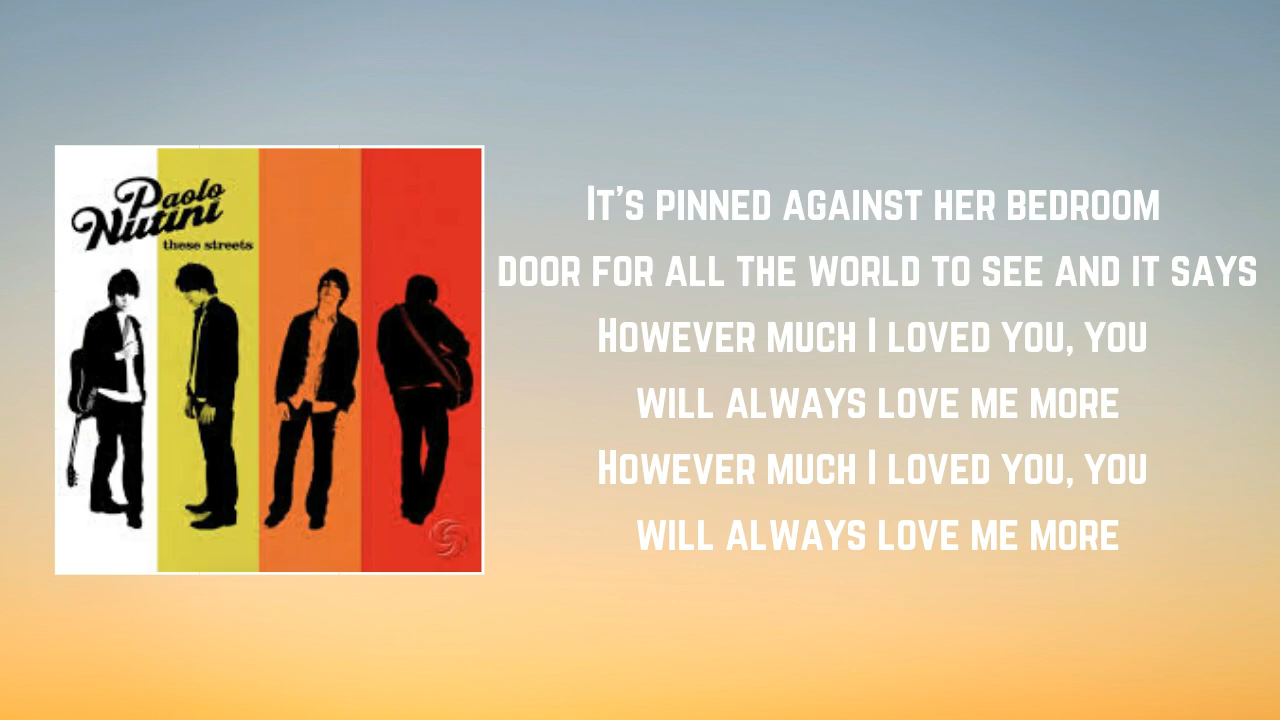 Paolo
Nutini
these streets
It's pinned against her bedroom
door for all the world to see and it says
However much I loved you, you
will always love me more
However much I loved you, you
will always love me more